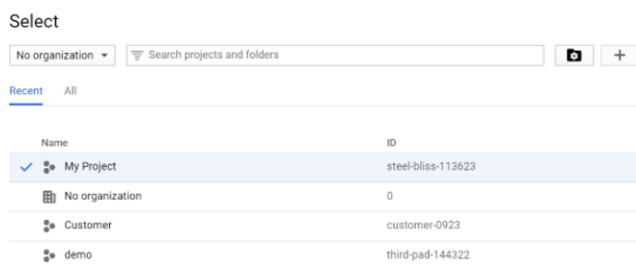 Select
No organization Search projects and folders
Recent All
Name ID
My Project steel-bliss-113623
No organization 0
Customer customer-0923
demo third-pad-144322